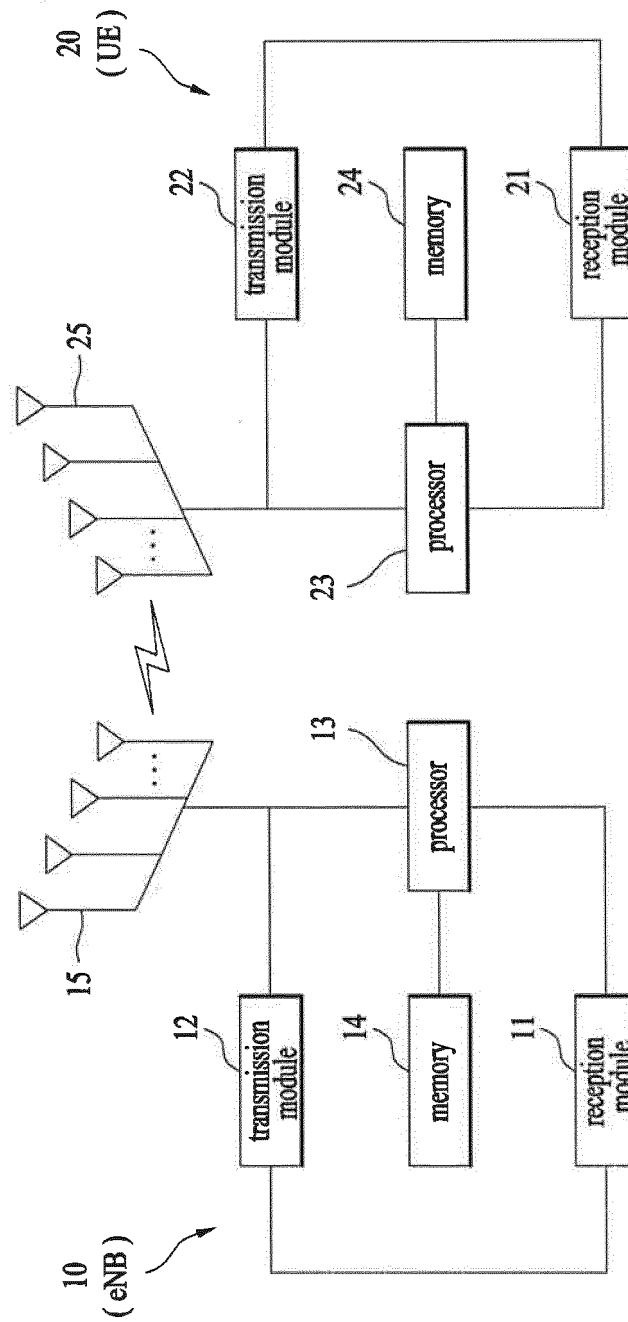 10
( eNB )
15
12
transmission
module
14
memory
11
reception
module
13
processor
...
20
( UE )
25
22
transmission
module
24
memory
21
reception
module
23
processor
...